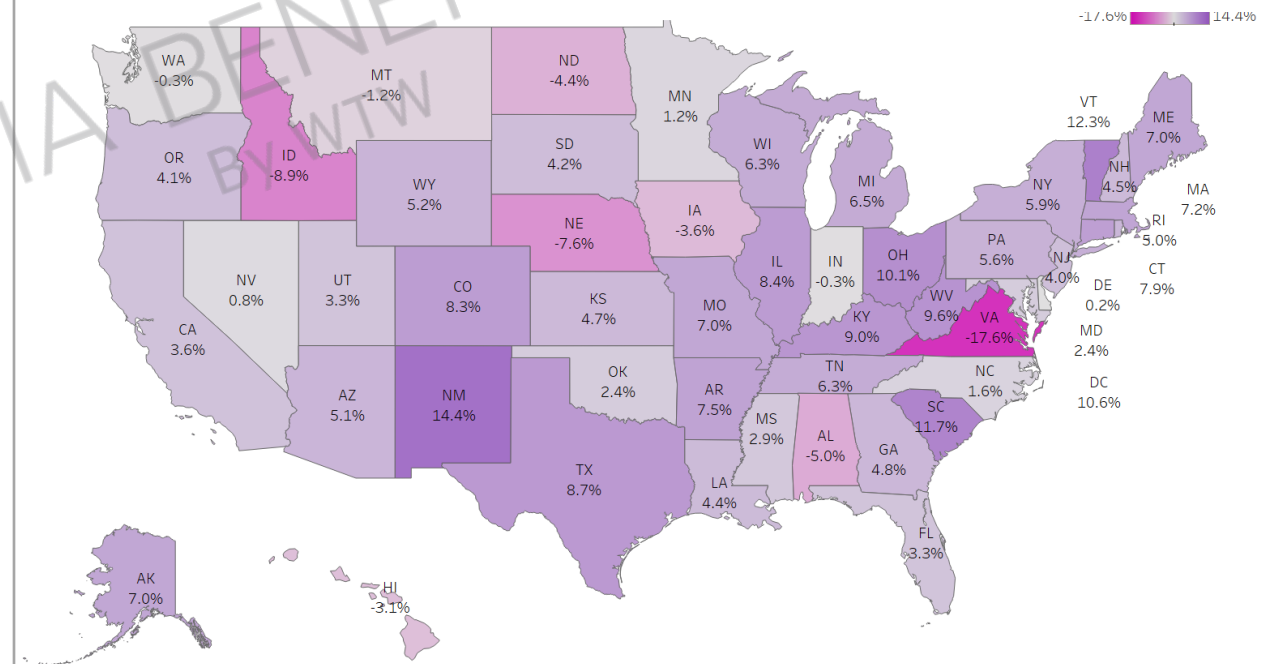 -17.6% 14.4%
WA
-0.3%
MT
-1.2%
ND
-4.4%
MN
1.2%
VT
12.3%
ME
7.0%
OR
4.1%
ID
-8.9%
WY
5.2%
SD
4.2%
WI
6.3%
MI
6.5%
NY
5.9%
NH
4.5%
MA
7.2%
RI
5.0%
NE
-7.6%
IA
-3.6%
IL
8.4%
IN
-0.3%
OH
10.1%
PA
5.6%
NJ
4.0%
CT
7.9%
DE
0.2%
NV
0.8%
UT
3.3%
CO
8.3%
KS
4.7%
MO
7.0%
KY
9.0%
WV
9.6%
VA
-17.6%
MD
2.4%
CA
3.6%
AZ
5.1%
NM
14.4%
OK
2.4%
AR
7.5%
TN
6.3%
NC
1.6%
DC
10.6%
SC
11.7%
MS
2.9%
AL
-5.0%
GA
4.8%
TX
8.7%
LA
4.4%
FL
3.3%
AK
7.0%
HI
-3.1%
IA BENE
BY WTW